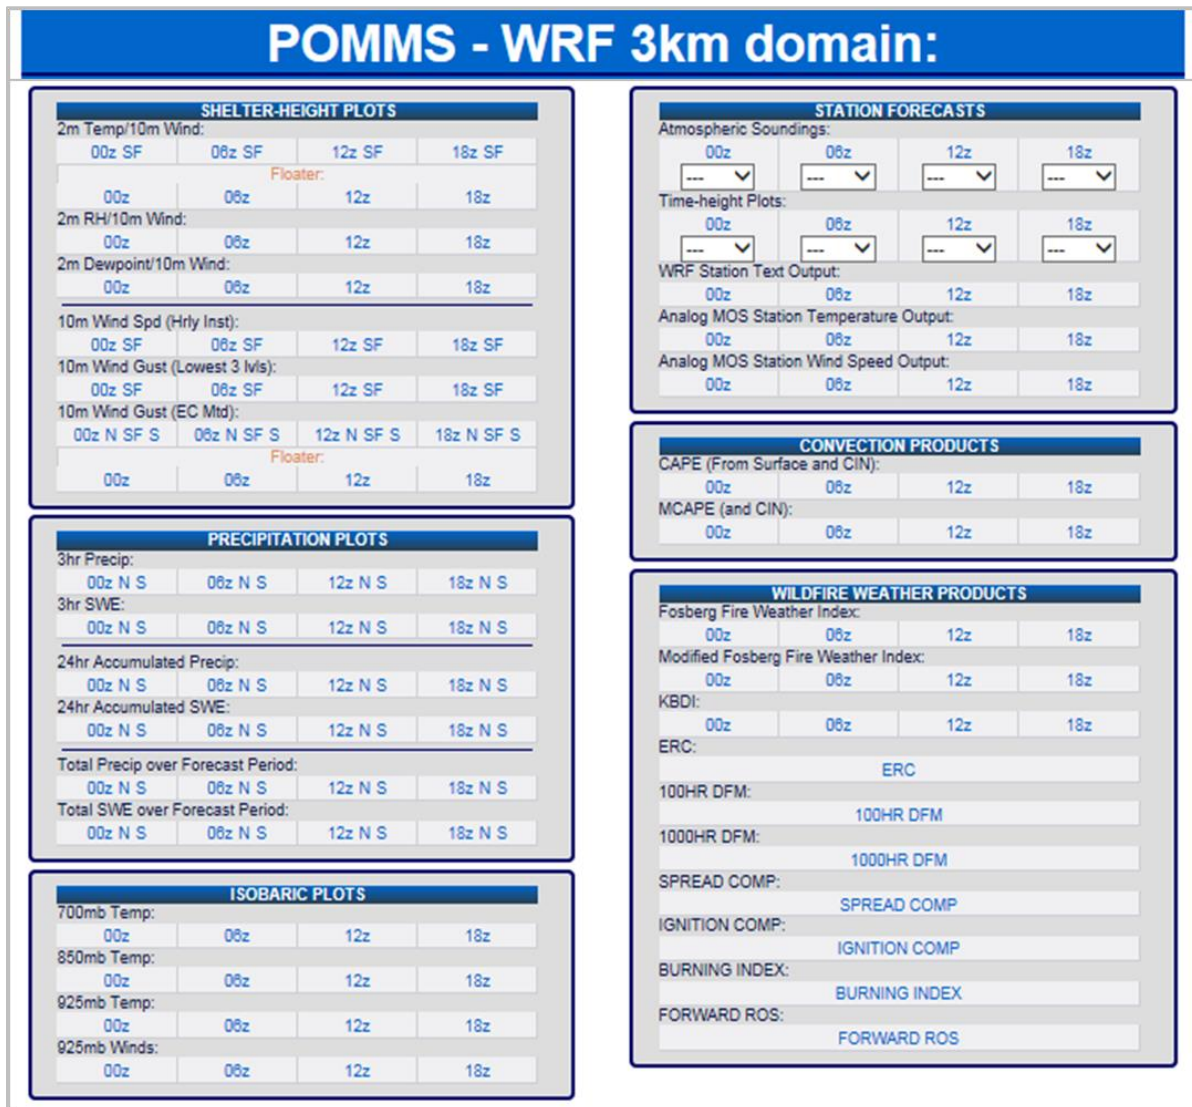 POMMS - WRF 3km domain:
SHELTER-HEIGHT PLOTS
2m Temp/10m Wind:
00z SF 06z SF 12z SF 18z SF
Floater:
00z 06z 12z 18z
2m RH/10m Wind:
00z 06z 12z 18z
2m Dewpoint/10m Wind:
00z 06z 12z 18z
10m Wind Spd (Hrly Inst):
00z SF 06z SF 12z SF 18z SF
10m Wind Gust (Lowest 3 lvls):
00z SF 06z SF 12z SF 18z SF
10m Wind Gust (EC Mtd):
00z N SF S 06z N SF S 12z N SF S 18z N SF S
Floater:
00z 06z 12z 18z
PRECIPITATION PLOTS
3hr Precip:
00z N S 06z N S 12z N S 18z N S
3hr SWE:
00z N S 06z N S 12z N S 18z N S
24hr Accumulated Precip:
00z N S 06z N S 12z N S 18z N S
24hr Accumulated SWE:
00z N S 06z N S 12z N S 18z N S
Total Precip over Forecast Period:
00z N S 06z N S 12z N S 18z N S
Total SWE over Forecast Period:
00z N S 06z N S 12z N S 18z N S
ISOBARIC PLOTS
700mb Temp:
00z 06z 12z 18z
850mb Temp:
00z 06z 12z 18z
925mb Temp:
00z 06z 12z 18z
925mb Winds:
00z 06z 12z 18z
STATION FORECASTS
Atmospheric Soundings:
00z 06z 12z 18z
--- --- --- ---
Time-height Plots:
00z 06z 12z 18z
--- --- --- ---
WRF Station Text Output:
00z 06z 12z 18z
Analog MOS Station Temperature Output:
00z 06z 12z 18z
Analog MOS Station Wind Speed Output:
00z 06z 12z 18z
CONVECTION PRODUCTS
CAPE (From Surface and CIN):
00z 06z 12z 18z
MCAPE (and CIN):
00z 06z 12z 18z
WILDFIRE WEATHER PRODUCTS
Fosberg Fire Weather Index:
00z 06z 12z 18z
Modified Fosberg Fire Weather Index:
00z 06z 12z 18z
KBDI:
00z 06z 12z 18z
ERC:
ERC
100HR DFM:
100HR DFM
1000HR DFM:
1000HR DFM
SPREAD COMP:
SPREAD COMP
IGNITION COMP:
IGNITION COMP
BURNING INDEX:
BURNING INDEX
FORWARD ROS:
FORWARD ROS